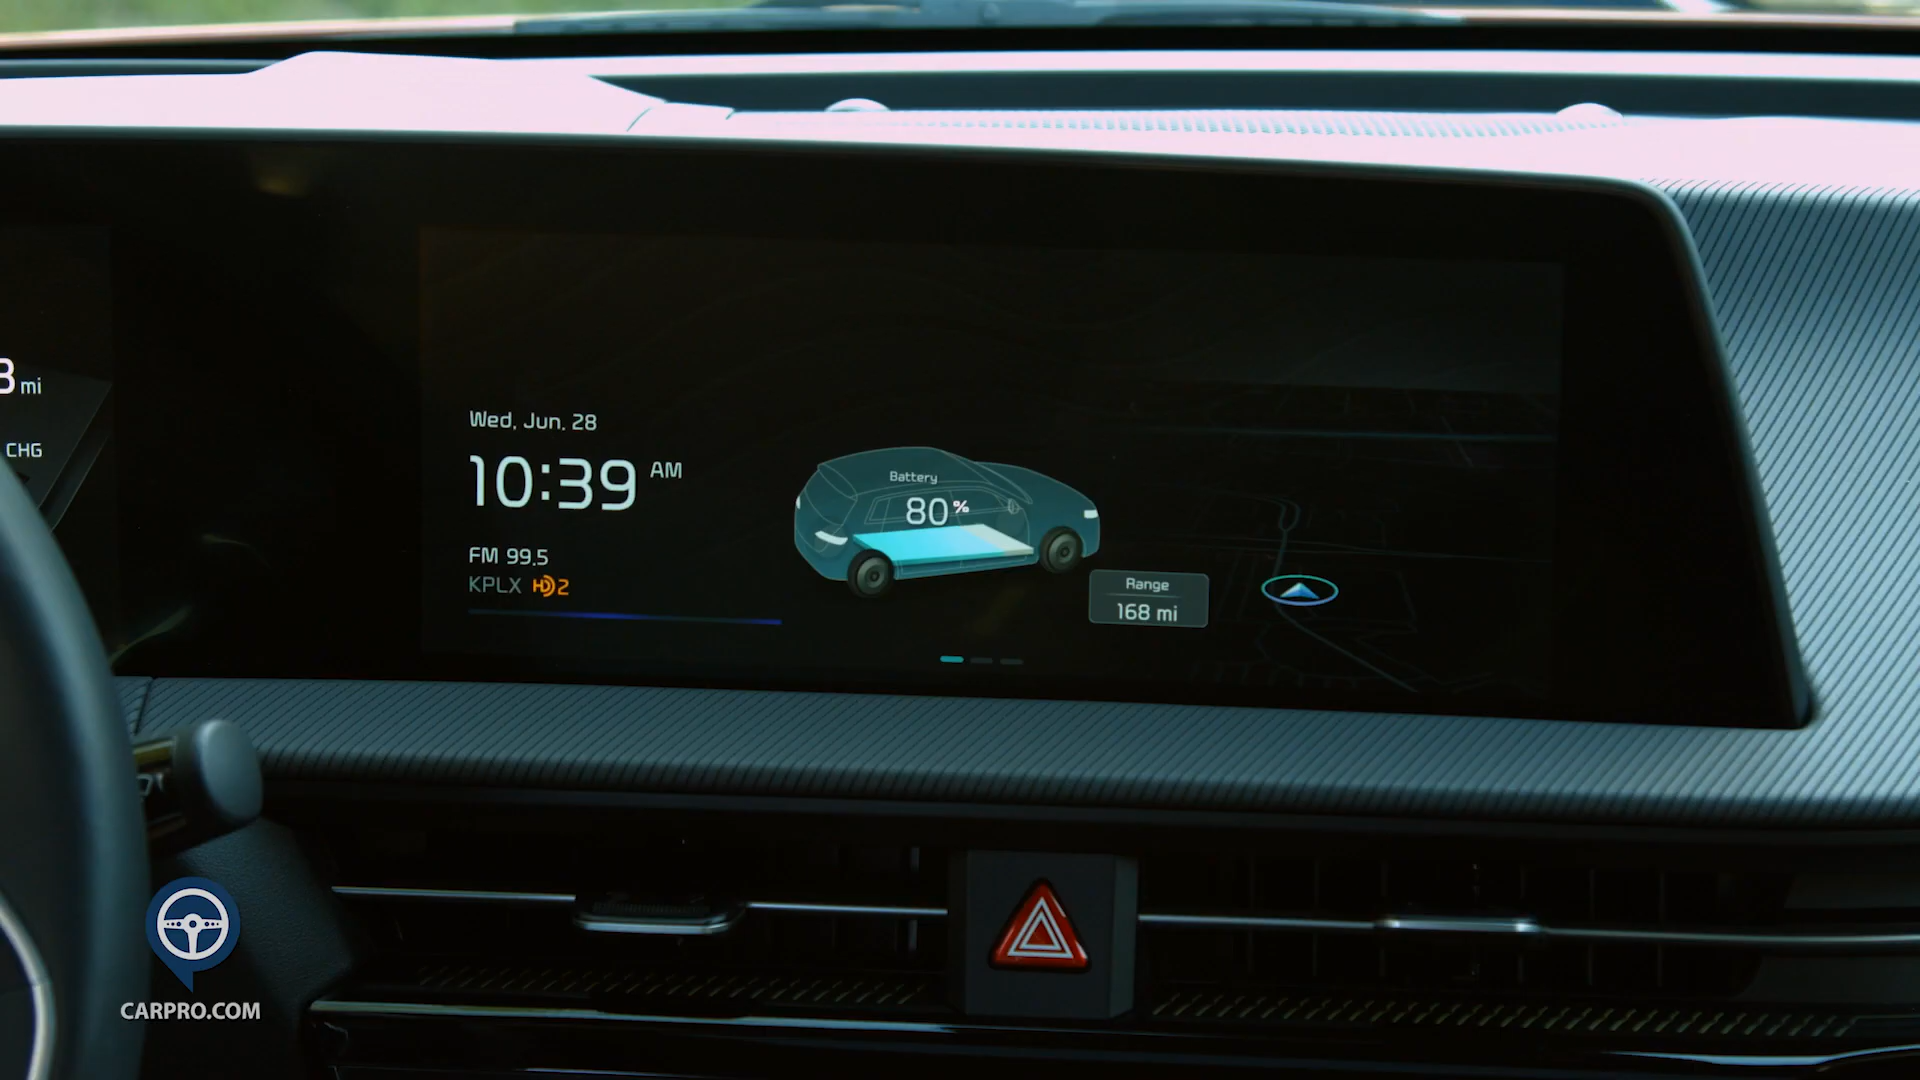 mi
CHG
Wed, Jun. 28
10:39 AM
FM 99.5
KPLX HD 2
Battery
80%
Range
168 mi
CARPRO.COM